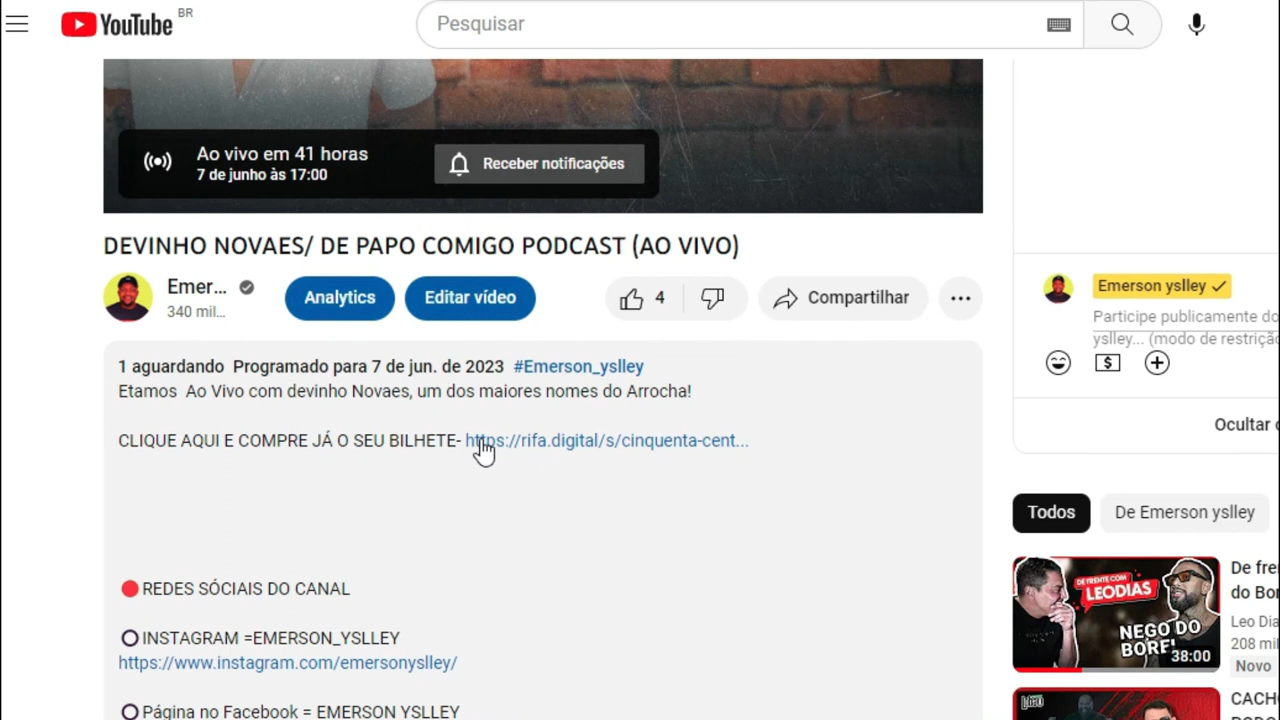 YouTube BR
Pesquisar
Ao vivo em 41 horas
7 de junho às 17:00
Receber notificações
DEVINHO NOVAES/ DE PAPO COMIGO PODCAST (AO VIVO)
Emer...
340 mil...
Analytics
Editar vídeo
4
Compartilhar
1 aguardando Programado para 7 de jun. de 2023 #Emerson_yslley
Etamos Ao Vivo com devinho Novaes, um dos maiores nomes do Arrocha!
CLIQUE AQUI E COMPRE JÁ O SEU BILHETE- https://rifa.digital/s/cinquenta-cent...
REDES SÓCIAIS DO CANAL
INSTAGRAM =EMERSON_YSLLEY
https://www.instagram.com/emersonyslley/
Página no Facebook = EMERSON YSLLEY
Emerson yslley
Participe publicamente do
yslley... (modo de restrição
Ocultar
Todos
De Emerson yslley
DE FRENTE COM
LEODIAS
NEGO DO
BOREL
38:00
De fre
do Bor
Leo Dia
208 mil
Novo
CACH